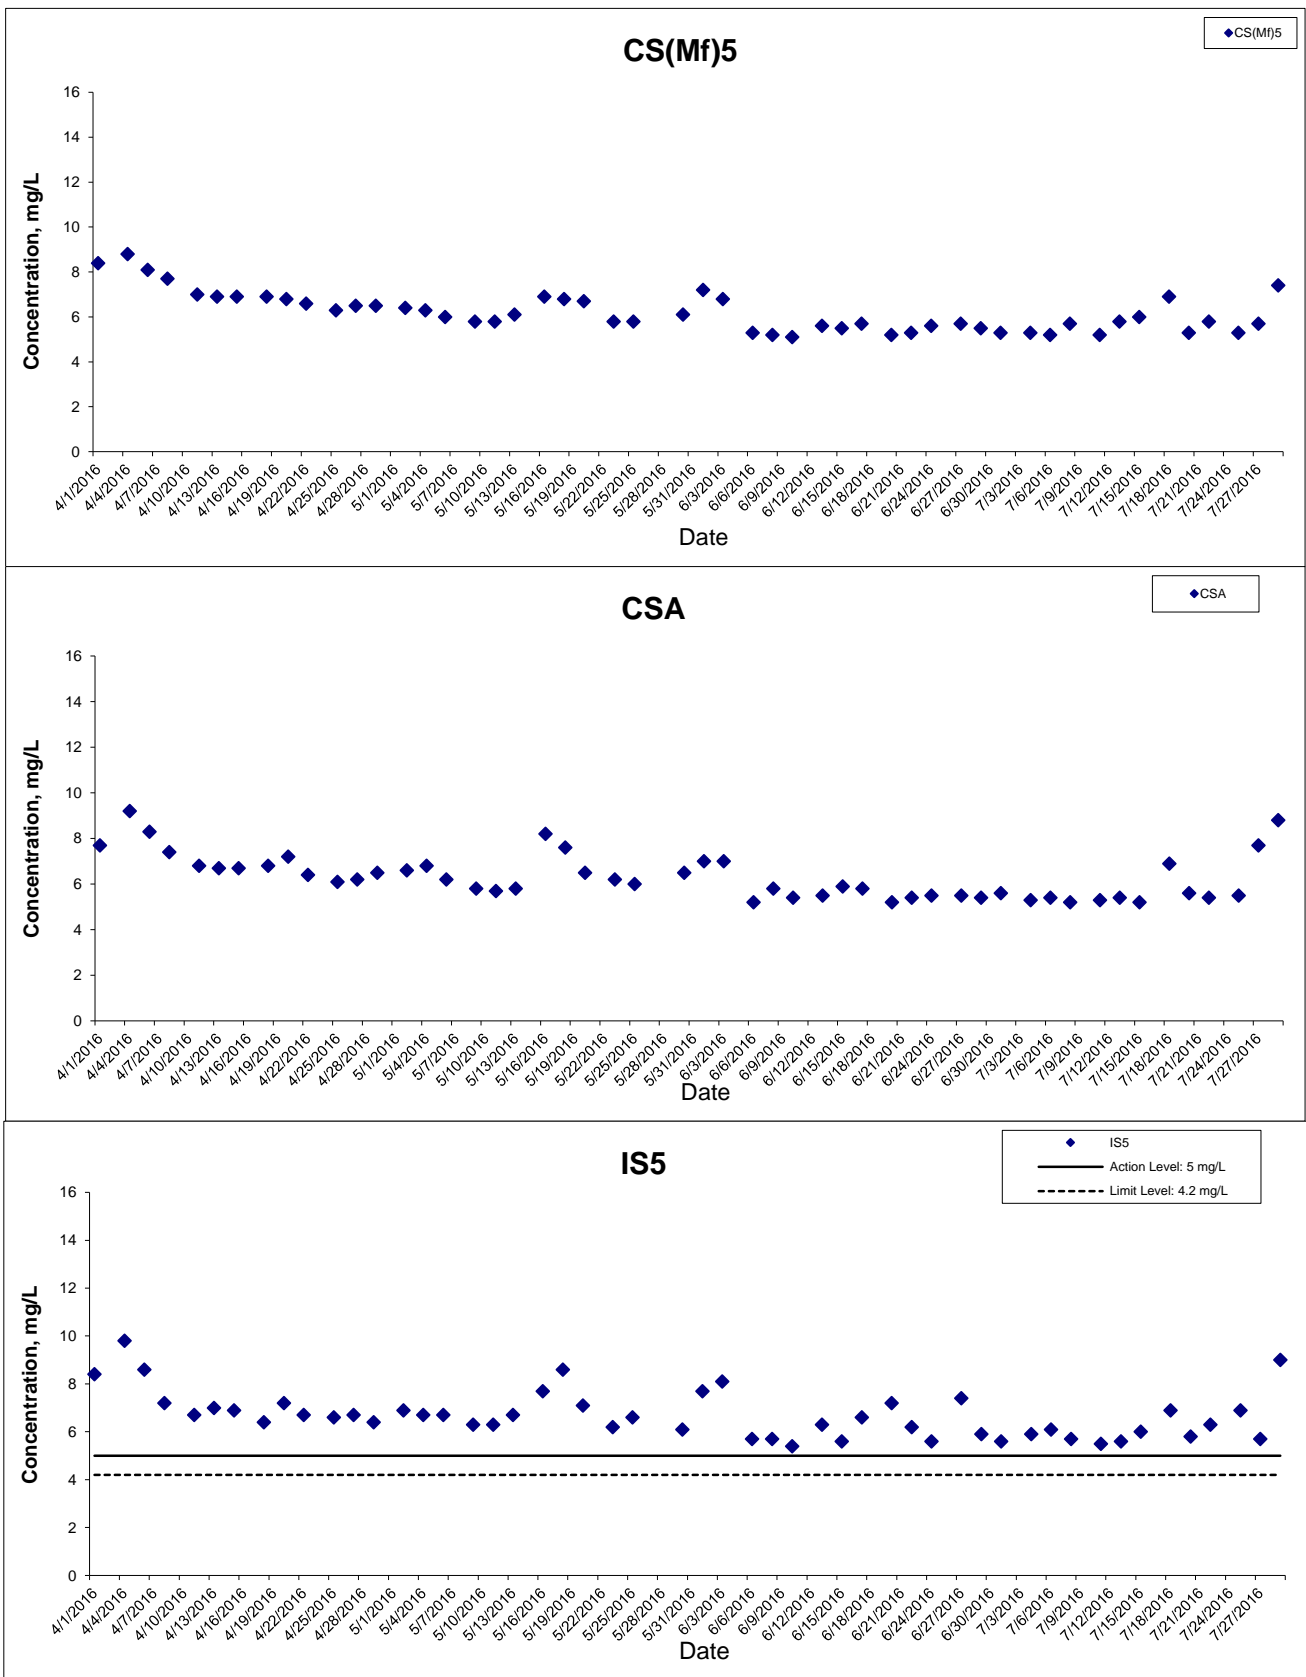 CS(Mf)5
CS(Mf)5
Concentration, mg/L
16
14
12
10
8
6
4
2
0
4/1/2016 4/4/2016 4/7/2016 4/10/2016 4/13/2016 4/16/2016 4/19/2016 4/22/2016 4/25/2016 4/28/2016 5/1/2016 5/4/2016 5/7/2016 5/10/2016 5/13/2016 5/16/2016 5/19/2016 5/22/2016 5/25/2016 5/28/2016 5/31/2016 6/3/2016 6/6/2016 6/9/2016 6/12/2016 6/15/2016 6/18/2016 6/21/2016 6/24/2016 6/27/2016 6/30/2016 7/3/2016 7/6/2016 7/9/2016 7/12/2016 7/15/2016 7/18/2016 7/21/2016 7/24/2016 7/27/2016
Date
CSA
CSA
Concentration, mg/L
16
14
12
10
8
6
4
2
0
4/1/2016 4/4/2016 4/7/2016 4/10/2016 4/13/2016 4/16/2016 4/19/2016 4/22/2016 4/25/2016 4/28/2016 5/1/2016 5/4/2016 5/7/2016 5/10/2016 5/13/2016 5/16/2016 5/19/2016 5/22/2016 5/25/2016 5/28/2016 5/31/2016 6/3/2016 6/6/2016 6/9/2016 6/12/2016 6/15/2016 6/18/2016 6/21/2016 6/24/2016 6/27/2016 6/30/2016 7/3/2016 7/6/2016 7/9/2016 7/12/2016 7/15/2016 7/18/2016 7/21/2016 7/24/2016 7/27/2016
Date
IS5
IS5
Action Level: 5 mg/L
Limit Level: 4.2 mg/L
Concentration, mg/L
16
14
12
10
8
6
4
2
0
4/1/2016 4/4/2016 4/7/2016 4/10/2016 4/13/2016 4/16/2016 4/19/2016 4/22/2016 4/25/2016 4/28/2016 5/1/2016 5/4/2016 5/7/2016 5/10/2016 5/13/2016 5/16/2016 5/19/2016 5/22/2016 5/25/2016 5/28/2016 5/31/2016 6/3/2016 6/6/2016 6/9/2016 6/12/2016 6/15/2016 6/18/2016 6/21/2016 6/24/2016 6/27/2016 6/30/2016 7/3/2016 7/6/2016 7/9/2016 7/12/2016 7/15/2016 7/18/2016 7/21/2016 7/24/2016 7/27/2016
Date